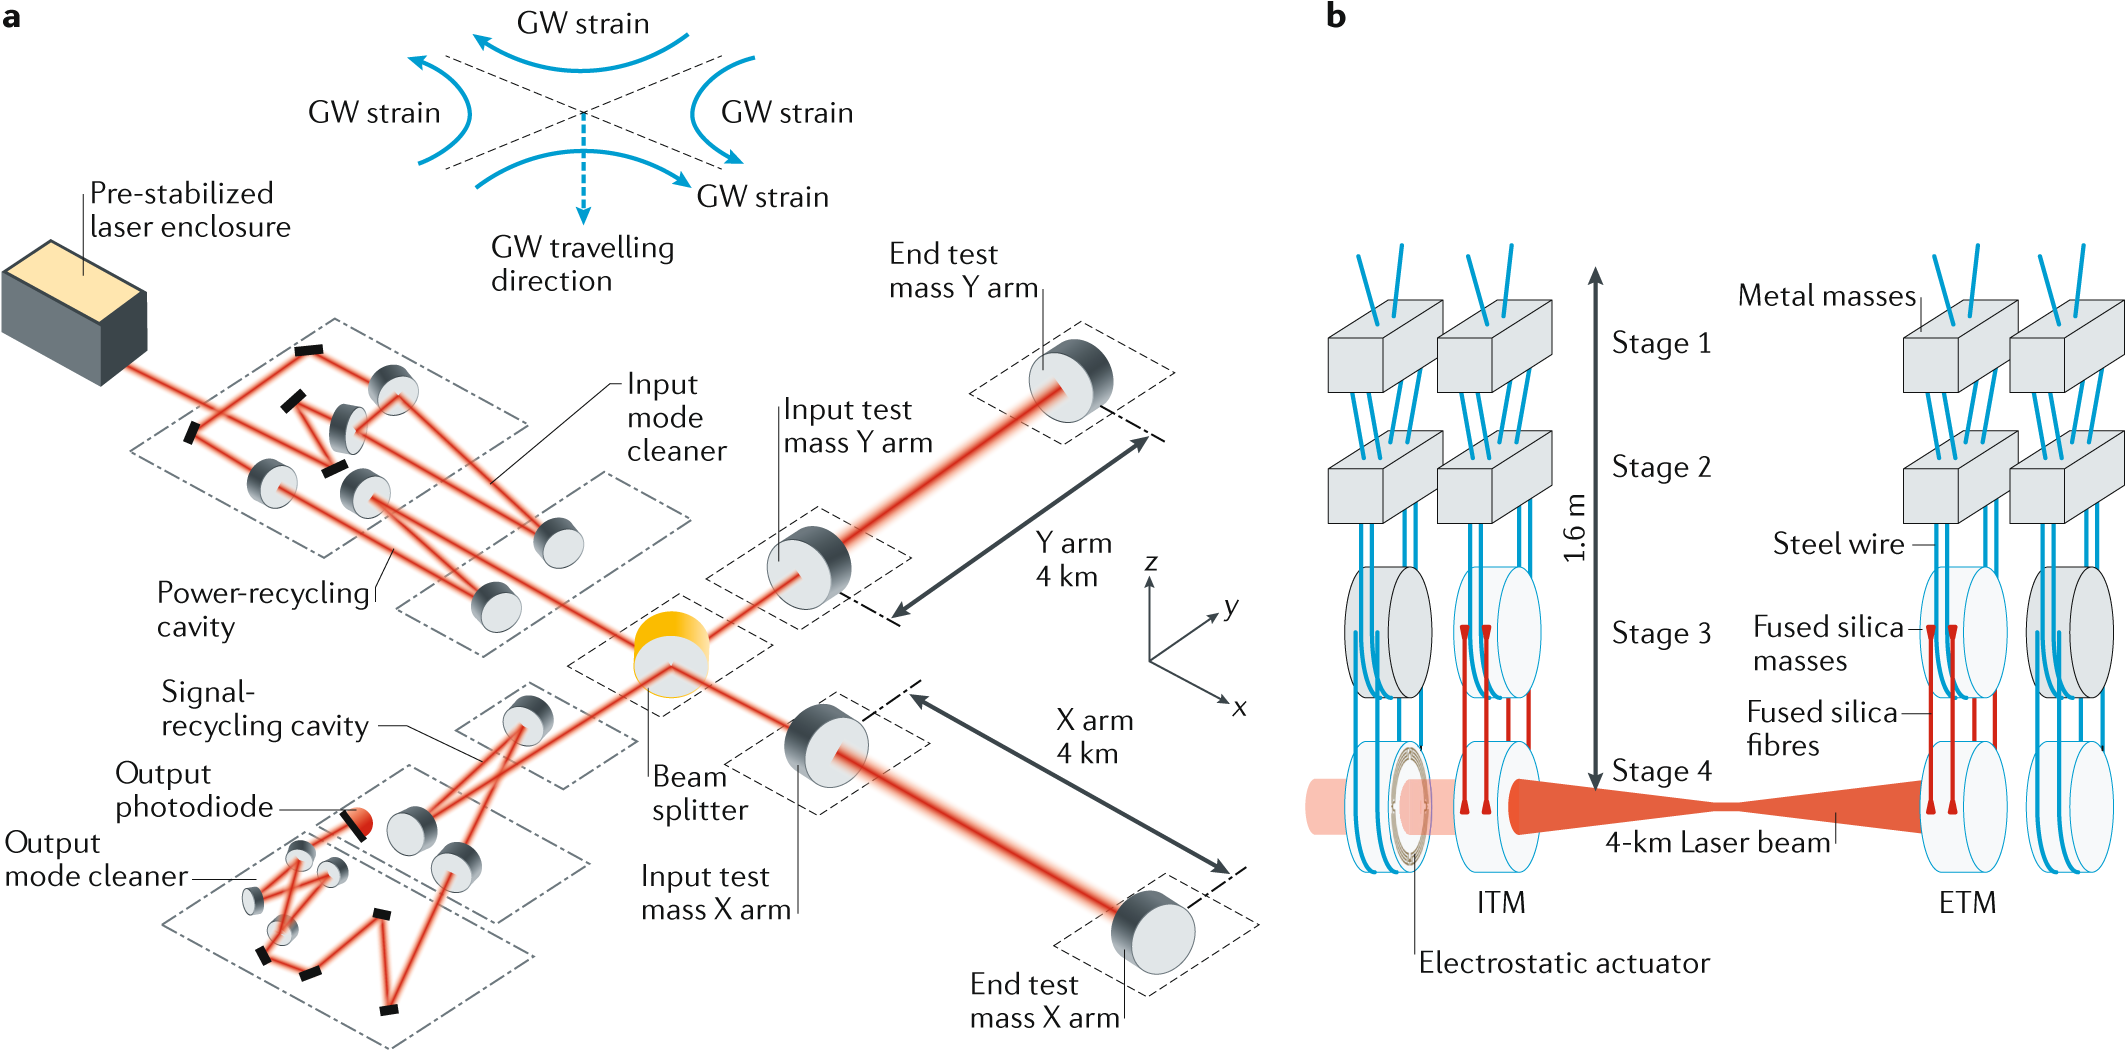 a
GW strain
GW strain
GW strain
GW strain
GW travelling
direction
Pre-stabilized
laser enclosure
End test
mass Y arm
Input
mode
cleaner
Input test
mass Y arm
Y arm
4 km
z
y
x
Power-recycling
cavity
Signal-
recycling cavity
X arm
4 km
Output
photodiode
Beam
splitter
Output
mode cleaner
Input test
mass X arm
End test
mass X arm
b
Metal masses
Stage 1
Stage 2
1.6 m
Steel wire
Stage 3
Fused silica
masses
Fused silica
fibres
Stage 4
4-km Laser beam
ITM
ETM
Electrostatic actuator